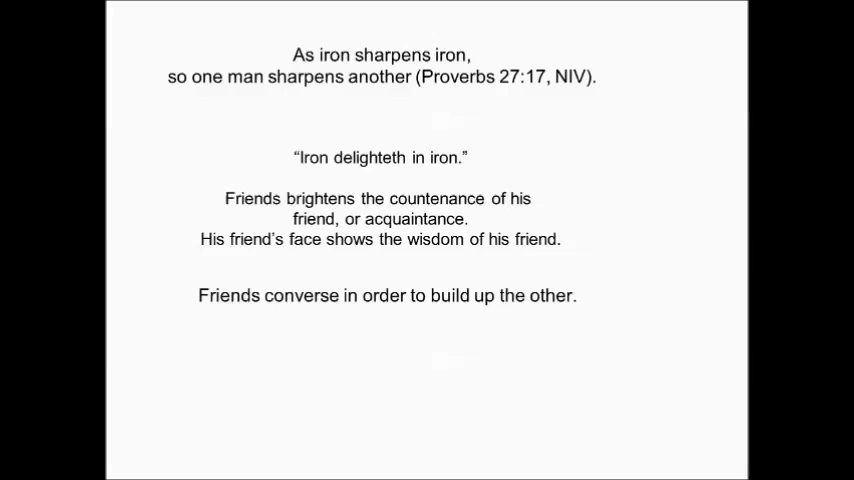 As iron sharpens iron,
so one man sharpens another (Proverbs 27:17, NIV).
“Iron delighteth in iron.”
Friends brightens the countenance of his
friend, or acquaintance.
His friend’s face shows the wisdom of his friend.
Friends converse in order to build up the other.